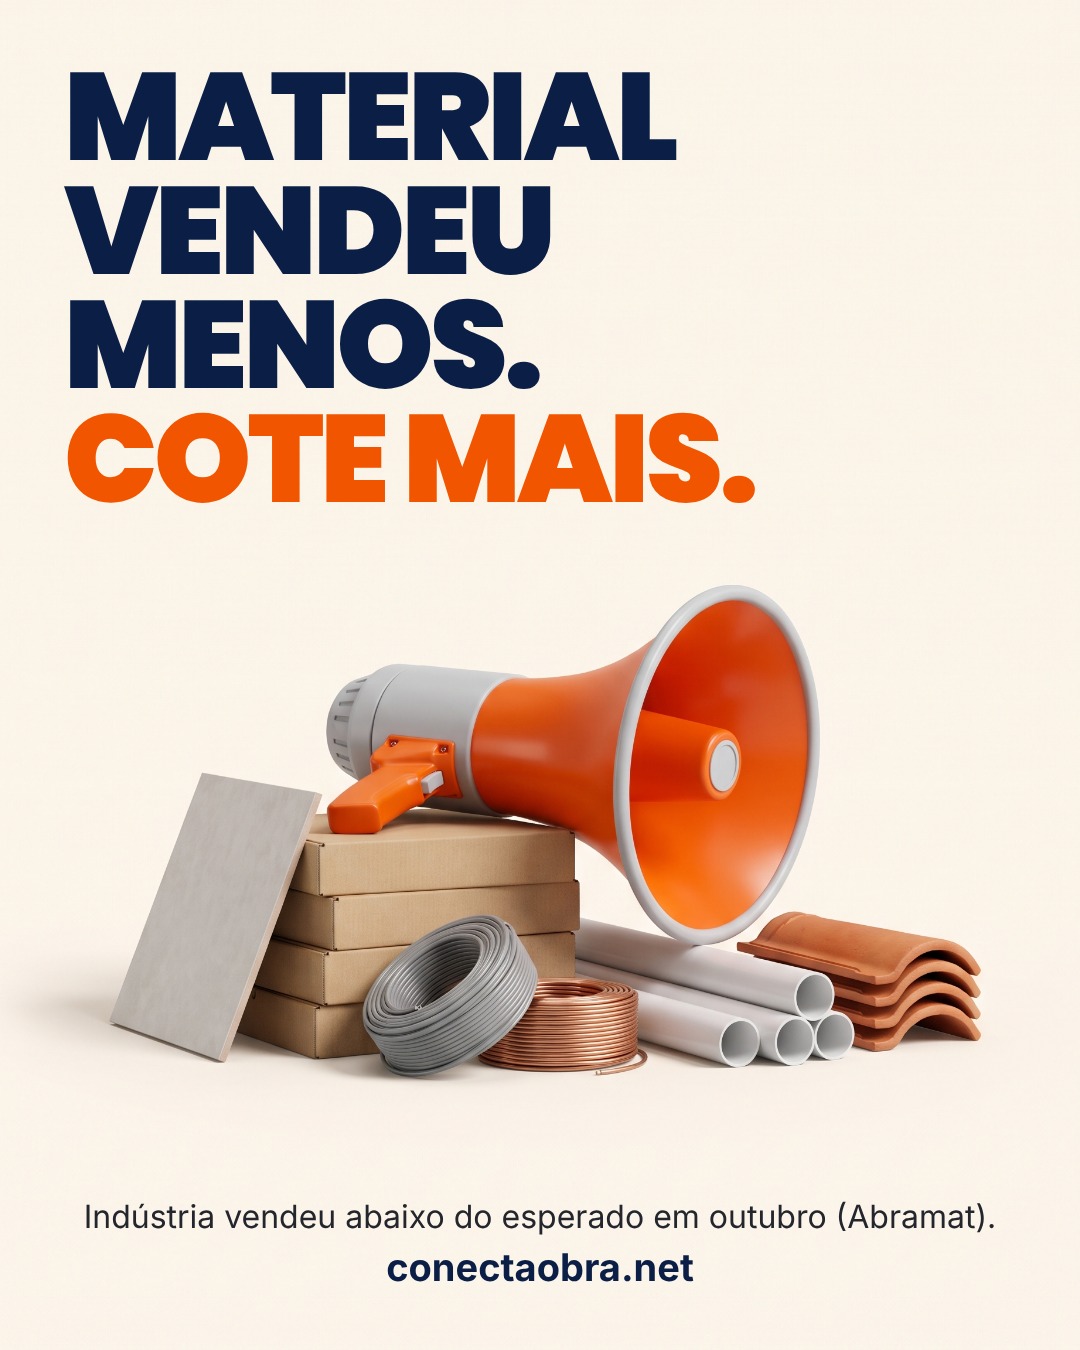 MATERIAL
VENDEU
MENOS.
COTE MAIS.
Indústria vendeu abaixo do esperado em outubro (Abramat).
conectaobra.net